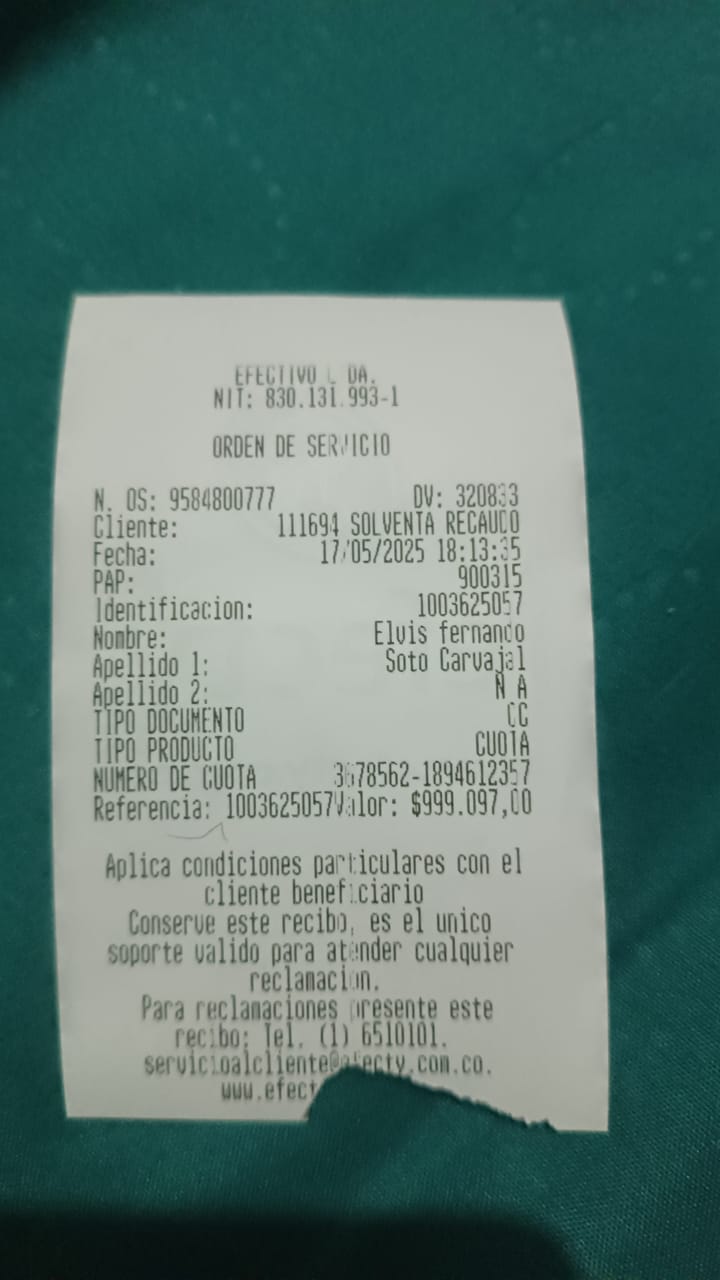 EFECTIVO L DA.
NIT: 830.131.993-1
ORDEN DE SERVICIO
N. OS: 9584800777 DV: 320833
Cliente: 111694 SOLVENTA RECAUDO
Fecha: 17/05/2025 18:13:35
PAP: 900315
Identificacion: 1003625057
Nombre: Elvis fernando
Apellido 1: Soto Carvajal
Apellido 2: N A
TIPO DOCUMENTO CC
TIPO PRODUCTO CUOTA
NUMERO DE CUOTA 3678562-1894612357
Referencia: 1003625057Valor: $999.097,00
Aplica condiciones particulares con el
cliente beneficiario
Conserve este recibo, es el unico
soporte valido para atender cualquier
reclamacion.
Para reclamaciones presente este
recibo: Tel. (1) 6510101.
servicioalcliente@efecty.com.co.
www.efect